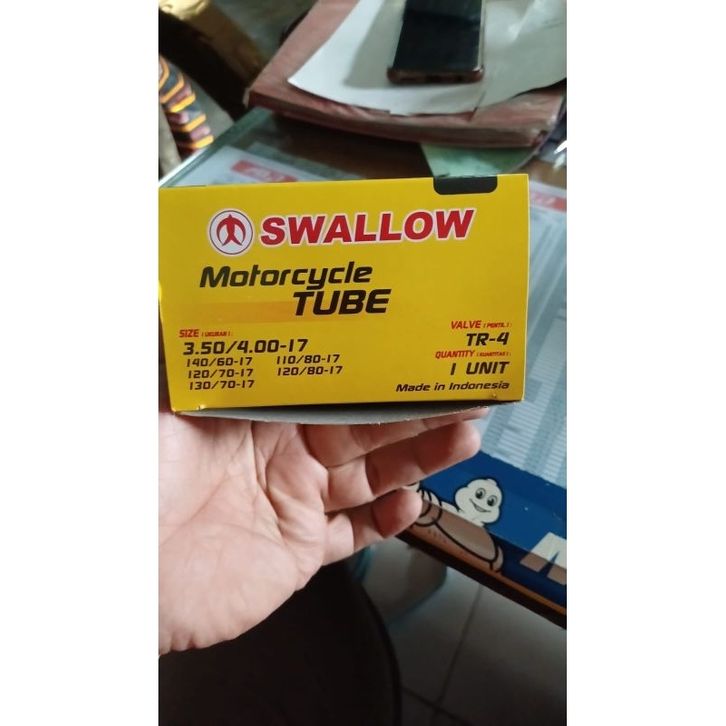 SWALLOW
Motorcycle
TUBE
SIZE (UKURAN):
3.50/4.00-17
140/60-17 110/80-17
120/70-17 120/80-17
130/70-17
VALVE (PENTIL):
TR-4
QUANTITY (KUANTITAS):
1 UNIT
Made in Indonesia